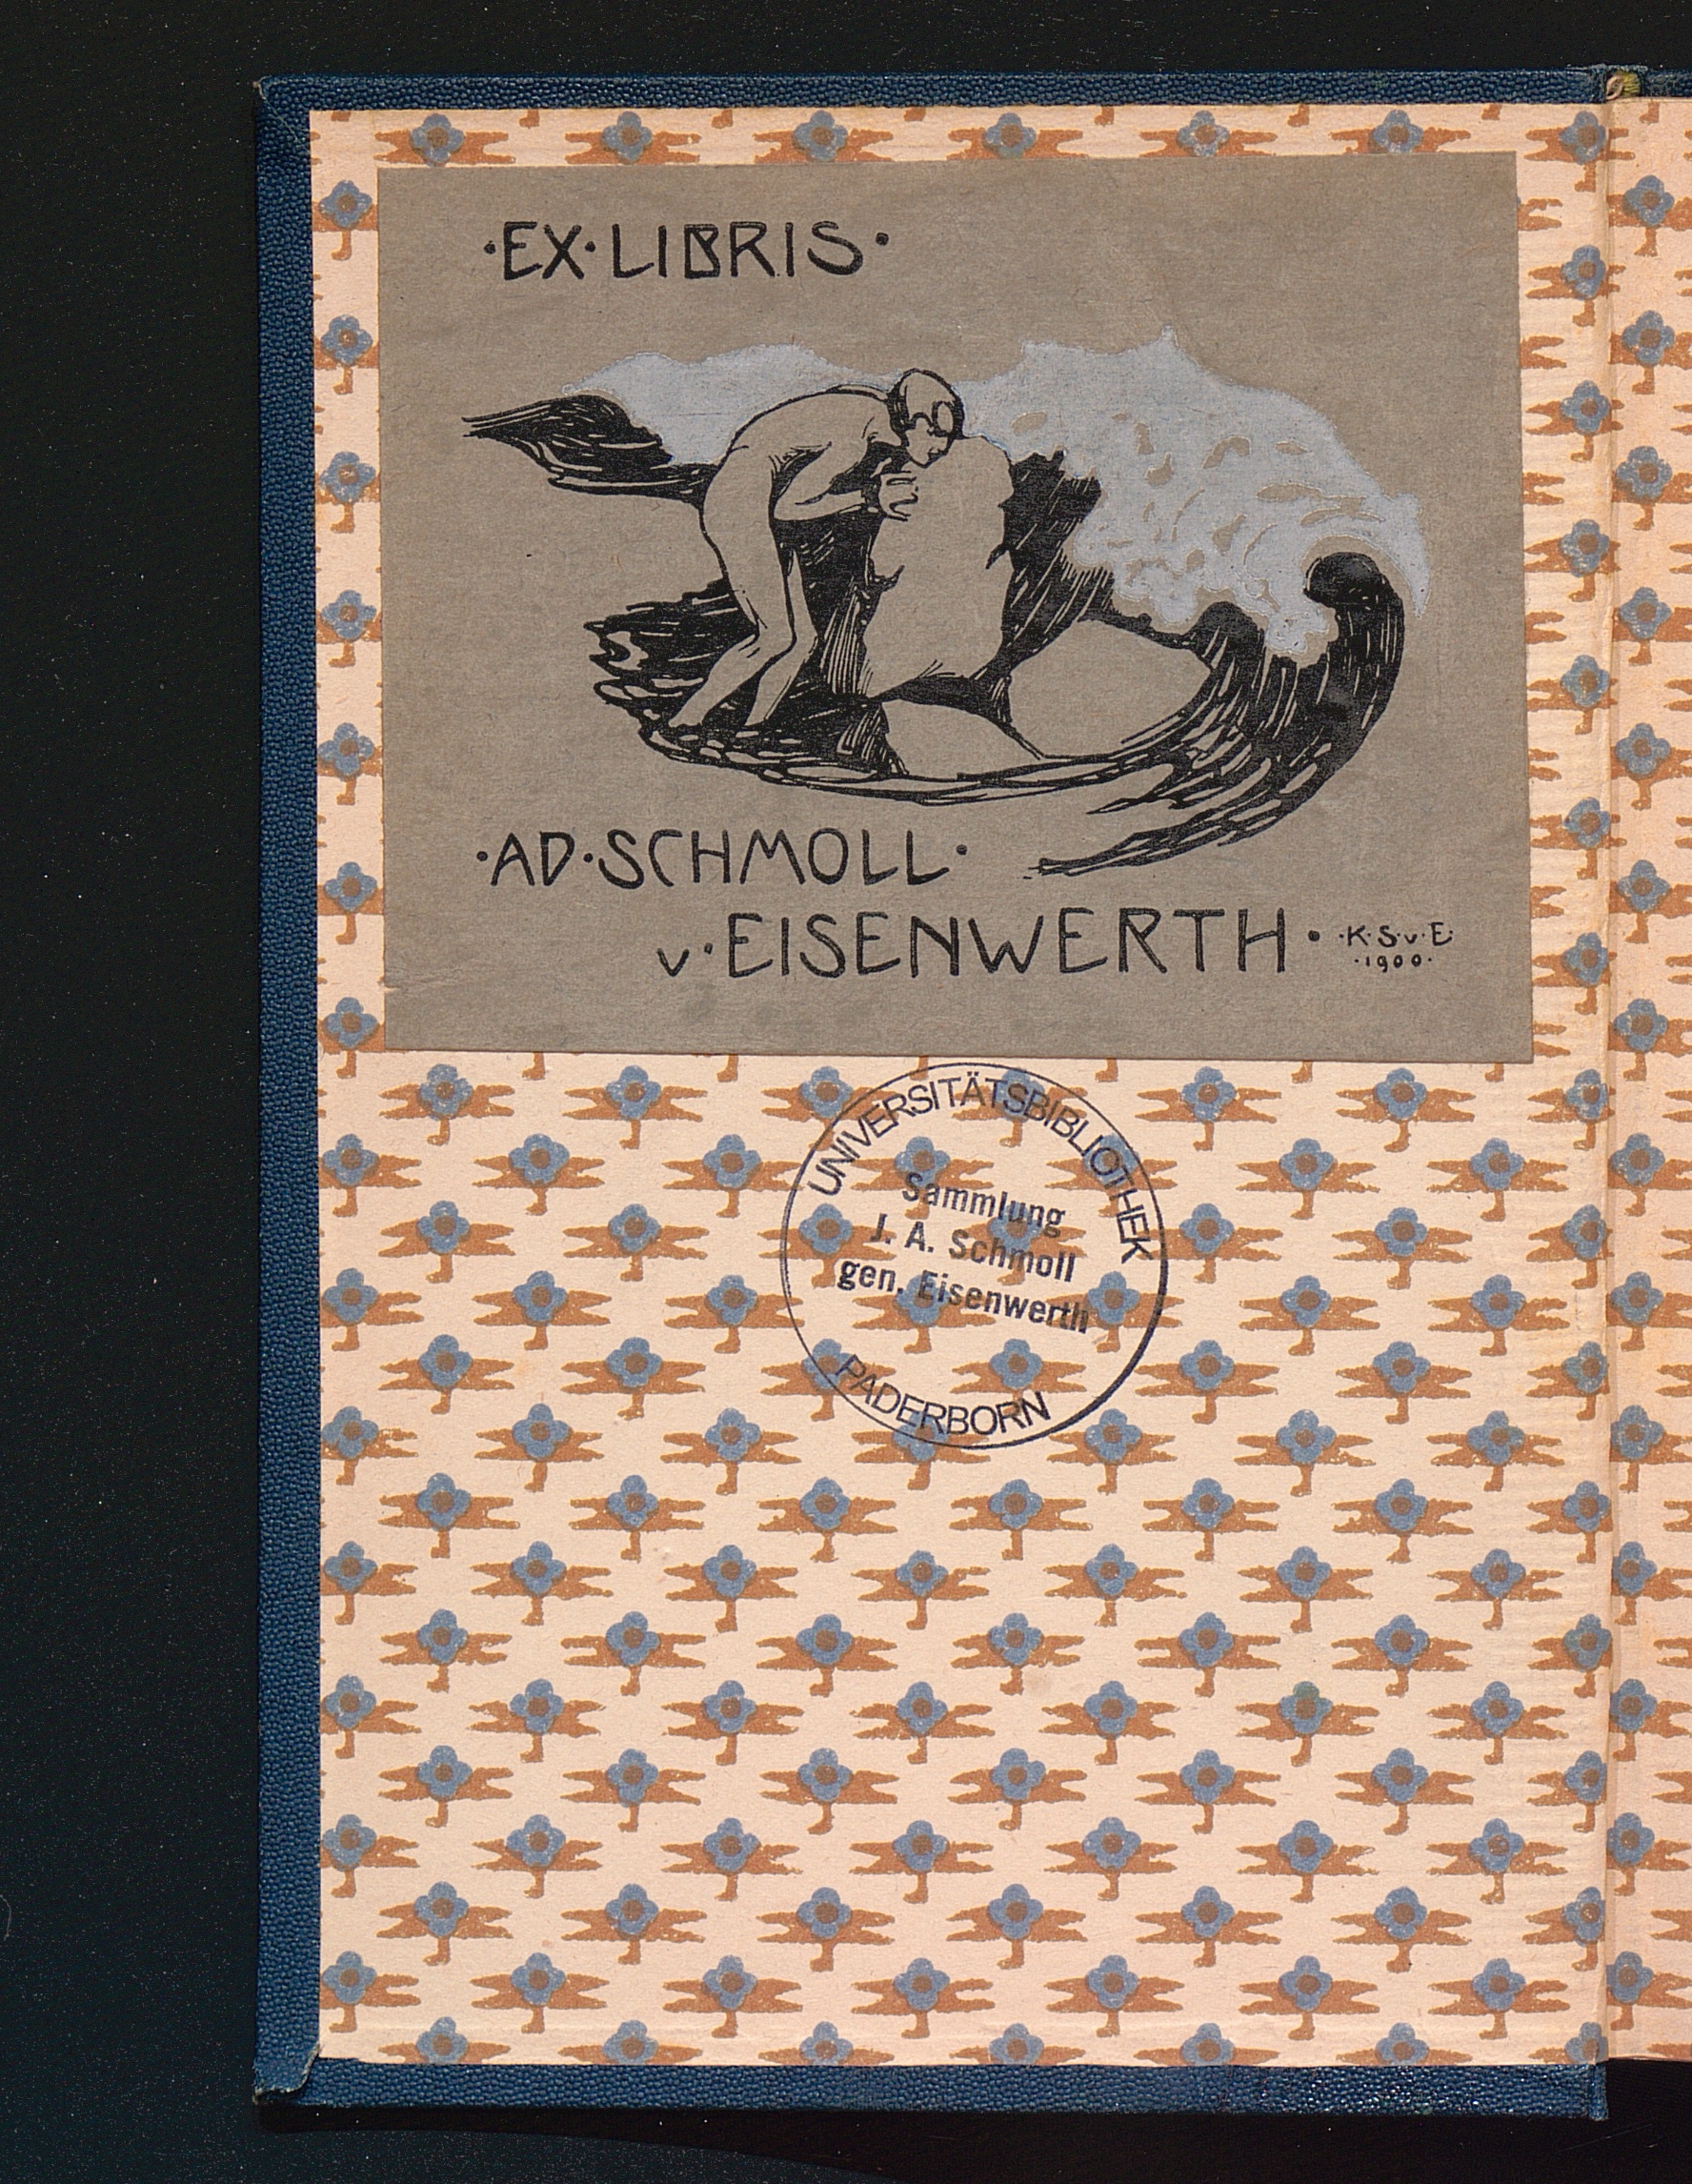 ·EX·LIBRIS·
·AD·SCHMOLL·
v·EISENWERTH·
·K·S·v·E·
·1900·
UNIVERSITÄTSBIBLIOTHEK
Sammlung
J. A. Schmoll
gen. Eisenwerth
PADERBORN